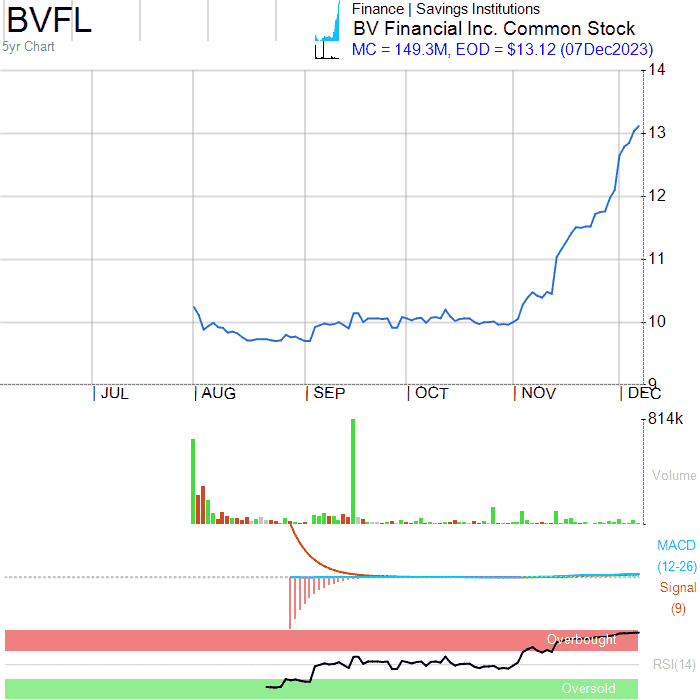 BVFL
5yr Chart
Finance | Savings Institutions
BV Financial Inc. Common Stock
MC = 149.3M, EOD = $13.12 (07Dec2023)
14
13
12
11
10
9
JUL AUG SEP OCT NOV DEC
814k
Volume
MACD
(12-26)
Signal
(9)
Overbought
RSI(14)
Oversold